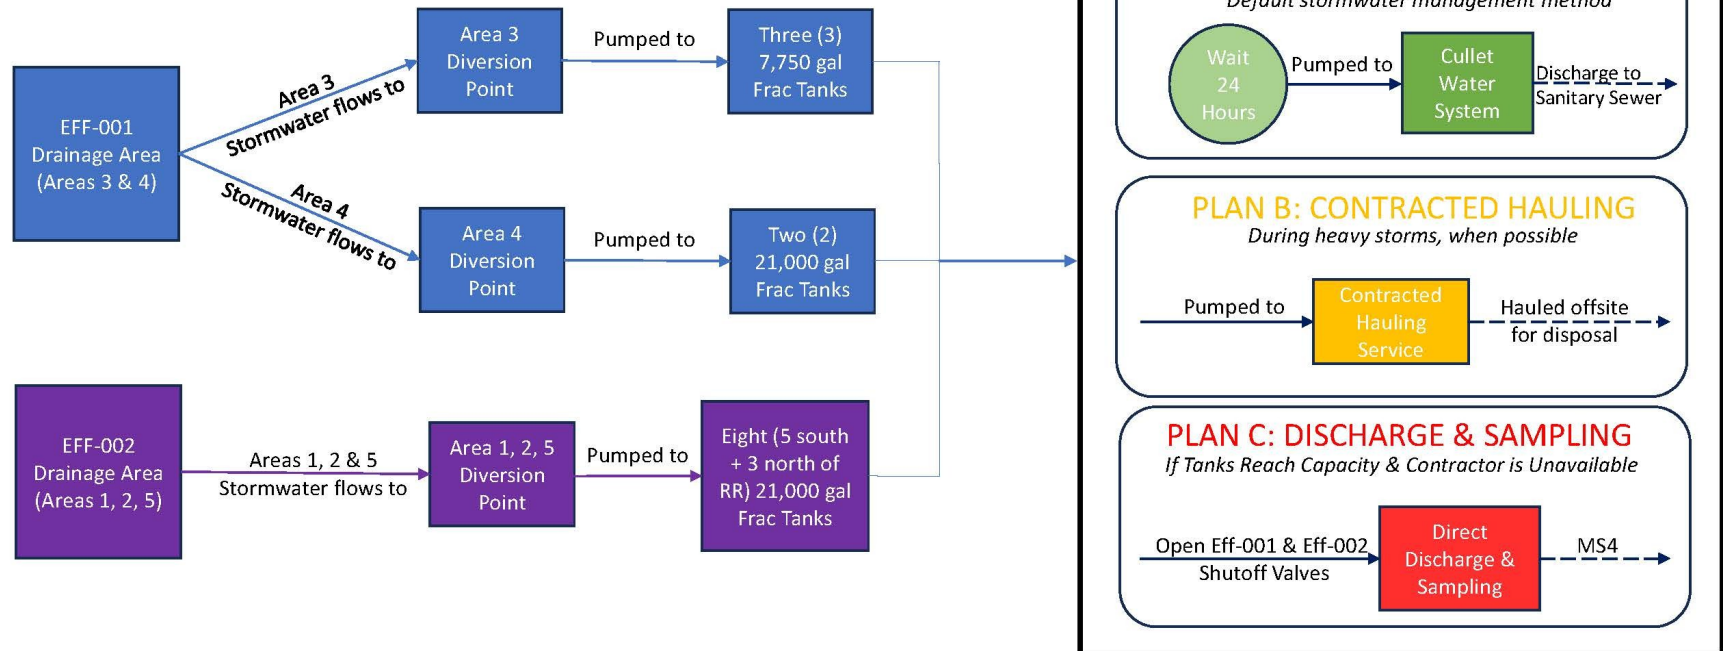 EFF-001
Drainage Area
(Areas 3 & 4)
Area 3
Stormwater flows to
Area 3
Diversion
Point
Pumped to
Three (3)
7,750 gal
Frac Tanks
Area 4
Stormwater flows to
Area 4
Diversion
Point
Pumped to
Two (2)
21,000 gal
Frac Tanks
EFF-002
Drainage Area
(Areas 1, 2, 5)
Areas 1, 2 & 5
Stormwater flows to
Area 1, 2, 5
Diversion
Point
Pumped to
Eight (5 south
+ 3 north of
RR) 21,000 gal
Frac Tanks
Default stormwater management method
Wait
24
Hours
Pumped to
Cullet
Water
System
Discharge to
Sanitary Sewer
PLAN B: CONTRACTED HAULING
During heavy storms, when possible
Pumped to
Contracted
Hauling
Service
Hauled offsite
for disposal
PLAN C: DISCHARGE & SAMPLING
If Tanks Reach Capacity & Contractor is Unavailable
Open Eff-001 & Eff-002
Shutoff Valves
Direct
Discharge &
Sampling
MS4